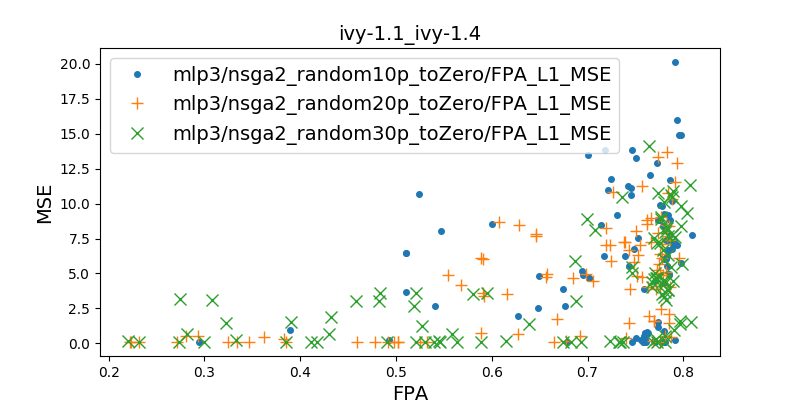 ivy-1.1_ivy-1.4
mlp3/nsga2_random10p_toZero/FPA_L1_MSE
mlp3/nsga2_random20p_toZero/FPA_L1_MSE
mlp3/nsga2_random30p_toZero/FPA_L1_MSE
MSE
20.0
17.5
15.0
12.5
10.0
7.5
5.0
2.5
0.0
0.2 0.3 0.4 0.5 0.6 0.7 0.8
FPA